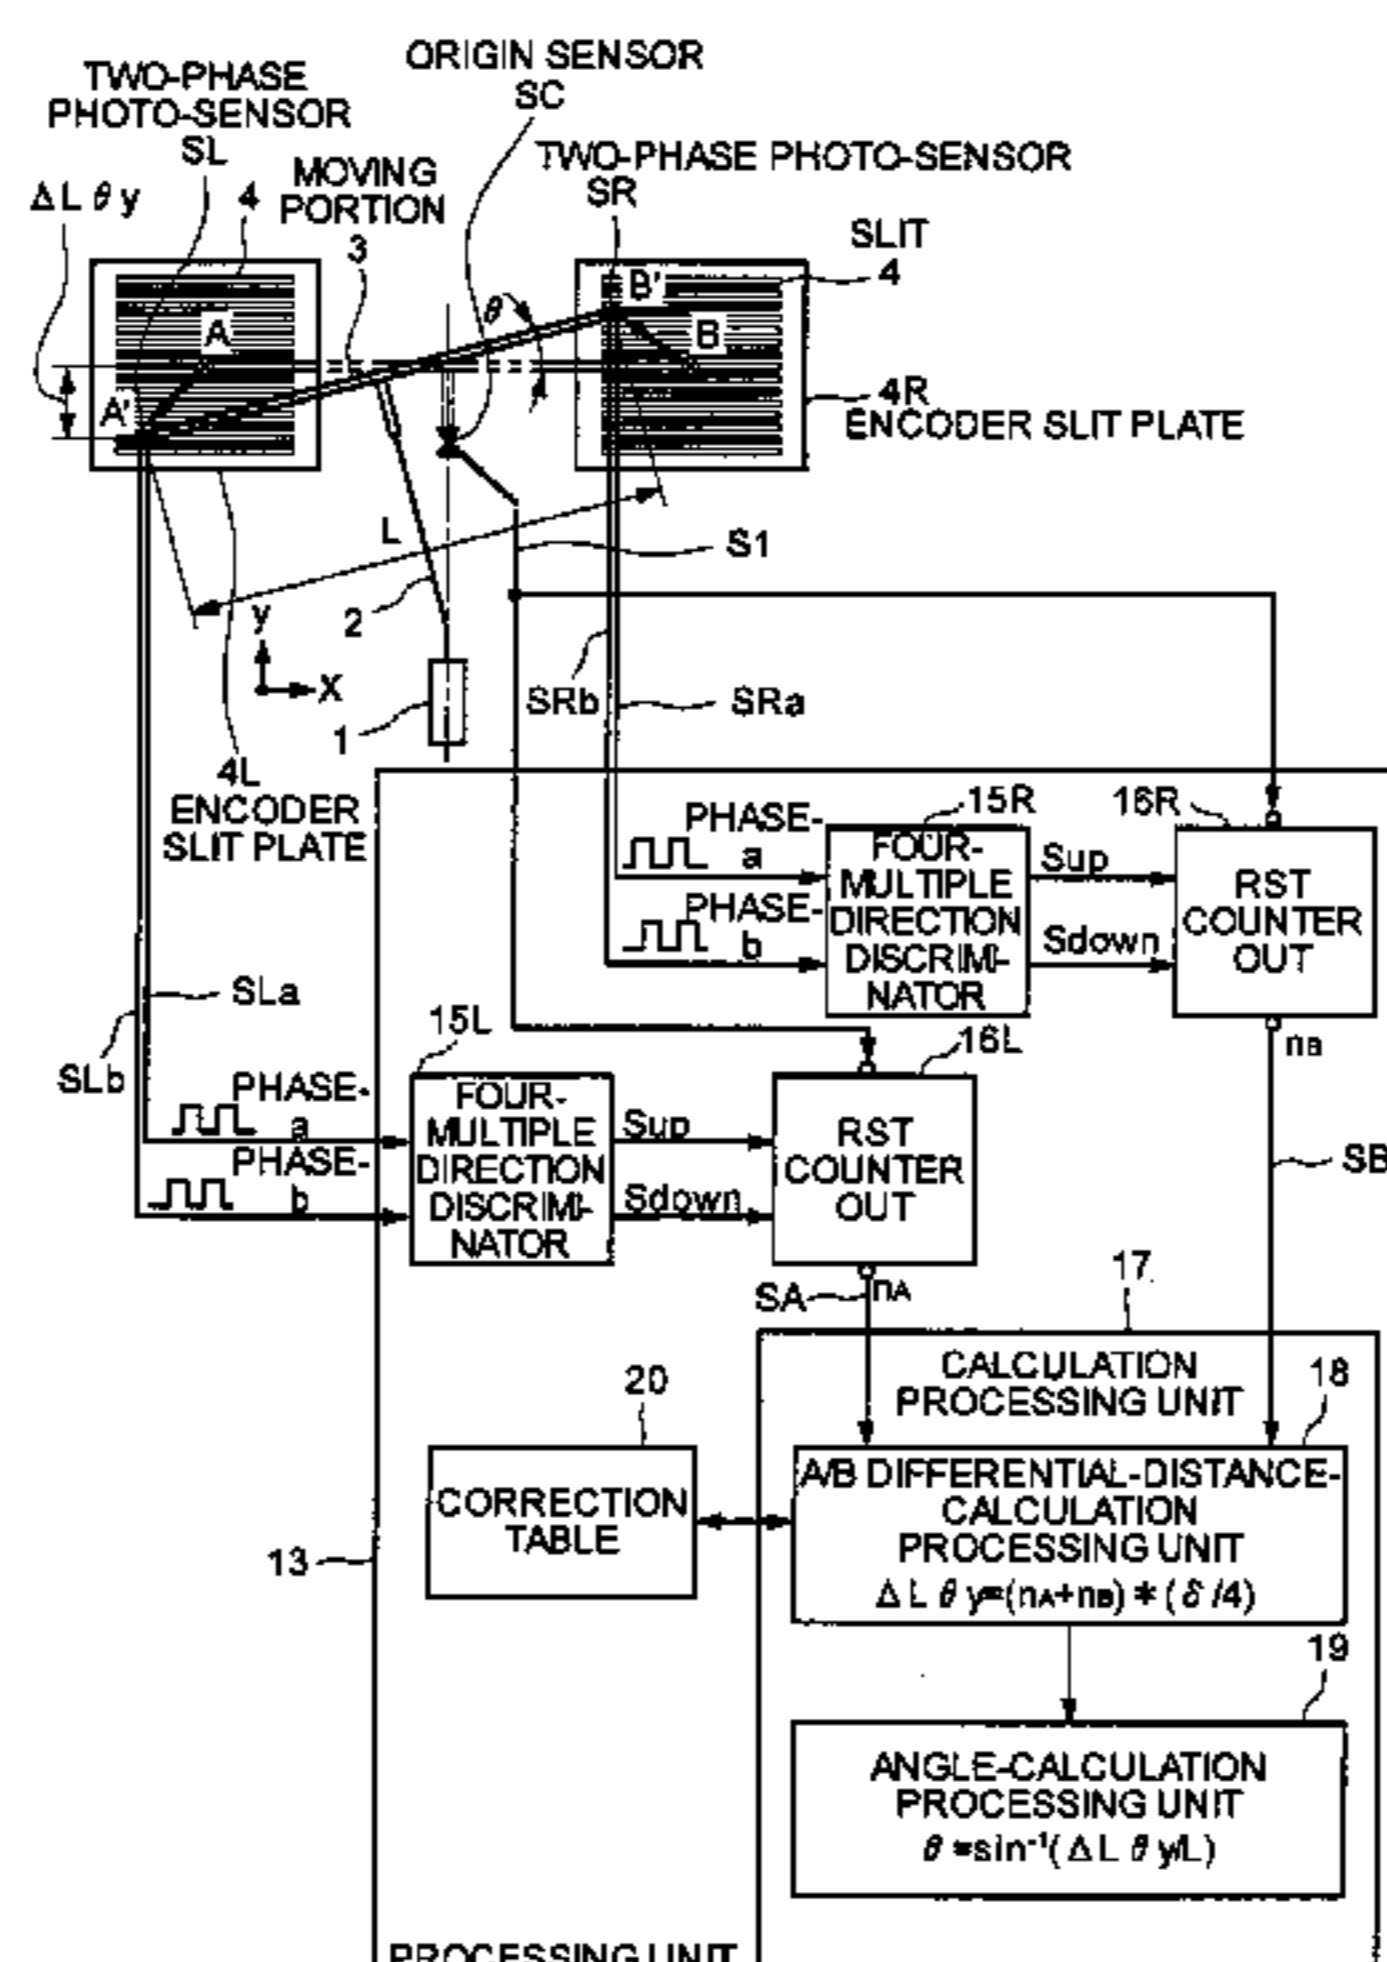 ORIGIN SENSOR
SC
TWO-PHASE
PHOTO-SENSOR
SL
TWO-PHASE PHOTO-SENSOR
SR
MOVING
PORTION
3
ΔLθy
4
SLIT
4
θ
A
B'
B
A'
4R
ENCODER SLIT PLATE
L
S1
2
y
X
SRb
SRa
1
4L
ENCODER
SLIT PLATE
PHASE-
a
PHASE-
b
15R
FOUR-
MULTIPLE
DIRECTION
DISCRIMI-
NATOR
Sup
Sdown
16R
RST
COUNTER
OUT
nB
SLa
SLb
PHASE-
a
PHASE-
b
15L
FOUR-
MULTIPLE
DIRECTION
DISCRIMI-
NATOR
Sup
Sdown
16L
RST
COUNTER
OUT
SB
SA
nA
17
CALCULATION
PROCESSING UNIT
18
20
CORRECTION
TABLE
A/B DIFFERENTIAL-DISTANCE-
CALCULATION
PROCESSING UNIT
ΔLθy=(nA+nB)*(δ/4)
13
19
ANGLE-CALCULATION
PROCESSING UNIT
θ=sin⁻¹(ΔLθy/L)
PROCESSING UNIT